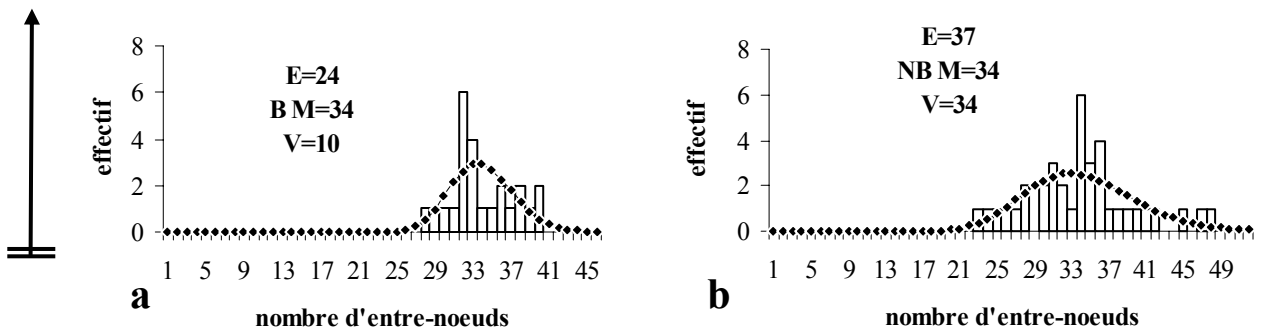 E=24
B M=34
V=10
effectif
8
6
4
2
0
1 5 9 13 17 21 25 29 33 37 41 45
a
nombre d'entre-noeuds
E=37
NB M=34
V=34
effectif
8
6
4
2
0
1 5 9 13 17 21 25 29 33 37 41 45 49
b
nombre d'entre-noeuds